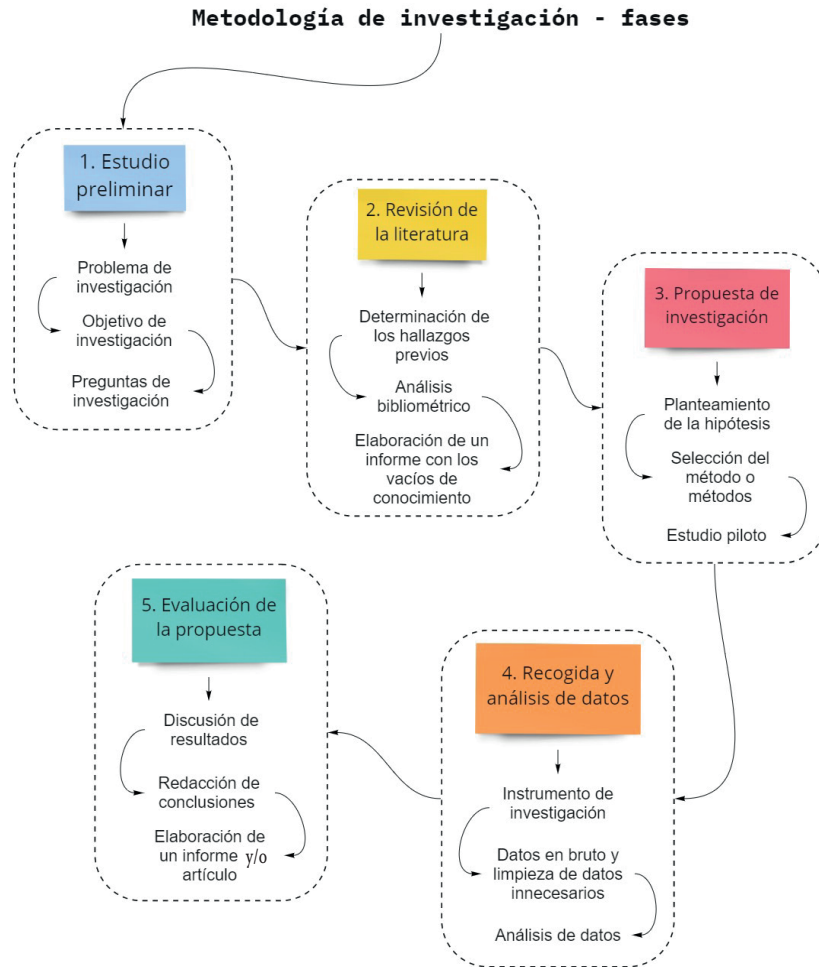 Metodología de investigación - fases
1. Estudio
preliminar
Problema de
investigación
Objetivo de
investigación
Preguntas de
investigación
2. Revisión de
la literatura
Determinación de
los hallazgos
previos
Análisis
bibliométrico
Elaboración de un
informe con los
vacíos de
conocimiento
3. Propuesta de
investigación
Planteamiento
de la hipótesis
Selección del
método o
métodos
Estudio piloto
4. Recogida y
análisis de datos
Instrumento de
investigación
Datos en bruto y
limpieza de datos
innecesarios
Análisis de datos
5. Evaluación de
la propuesta
Discusión de
resultados
Redacción de
conclusiones
Elaboración de
un informe y/o
artículo